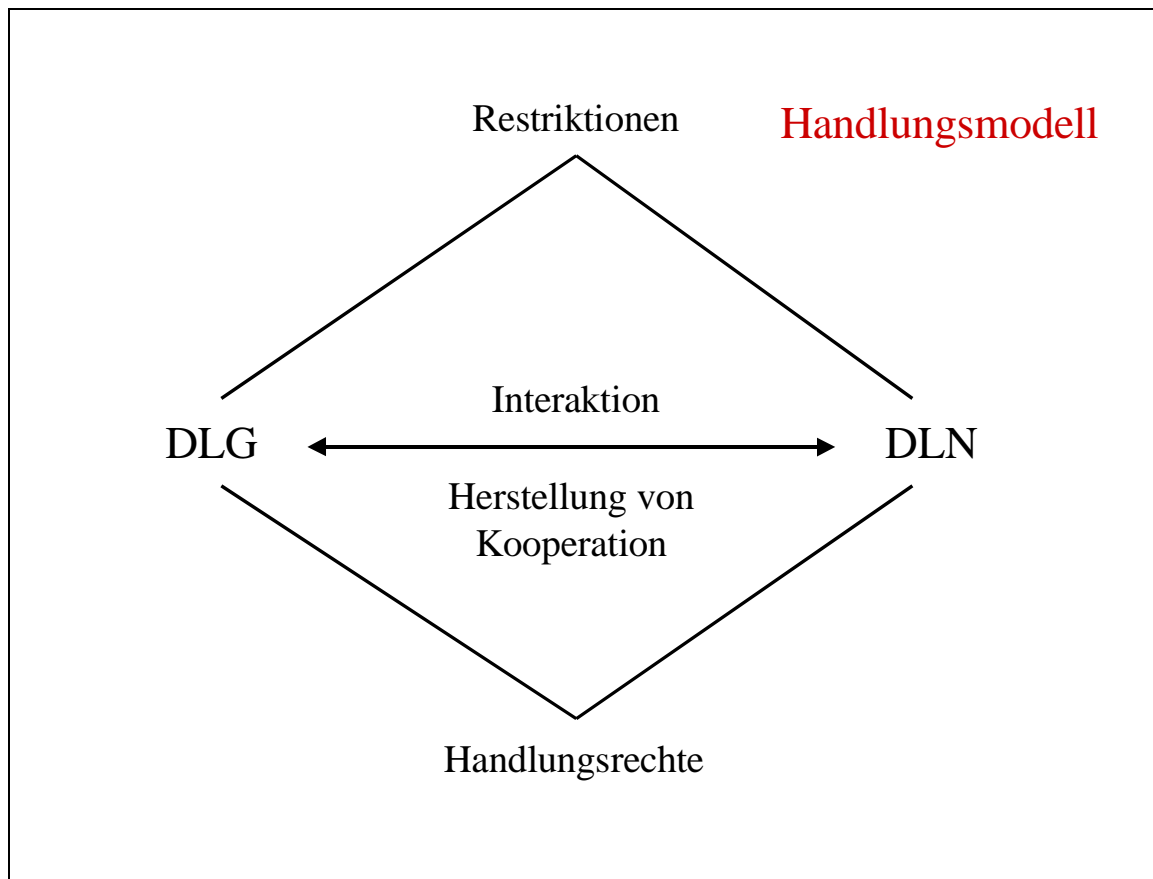 Restriktionen
Handlungsmodell
Interaktion
DLG
DLN
Herstellung von
Kooperation
Handlungsrechte